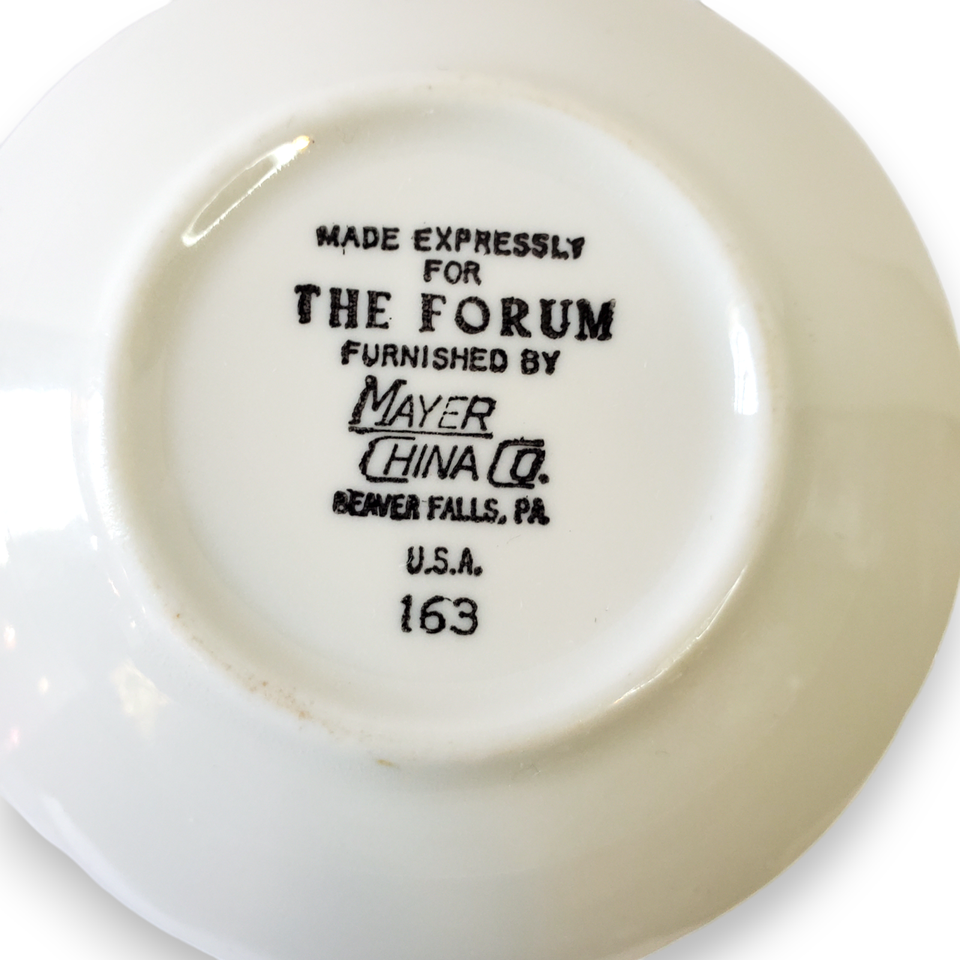 MADE EXPRESSLY
FOR
THE FORUM
FURNISHED BY
MAYER
CHINA CO.
BEAVER FALLS, PA.
U.S.A.
163